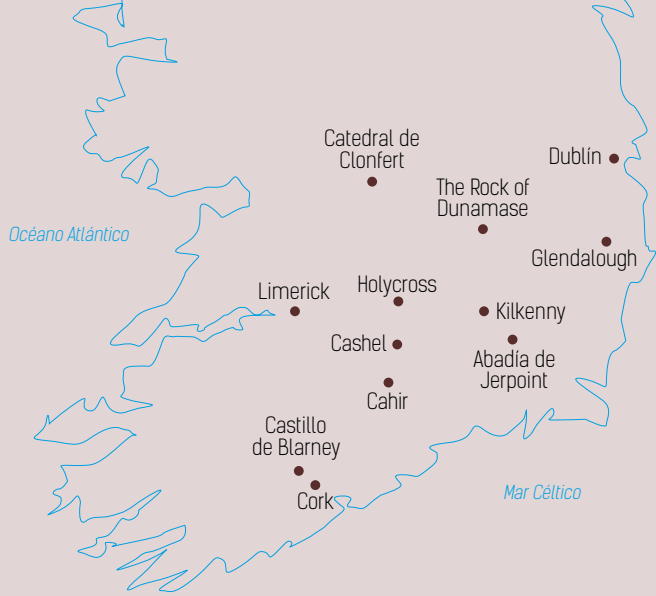 Catedral de
Clonfert
Dublín
The Rock of
Dunamase
Océano Atlántico
Glendalough
Limerick
Holycross
Kilkenny
Cashel
Abadía de
Jerpoint
Cahir
Castillo
de Blarney
Cork
Mar Céltico